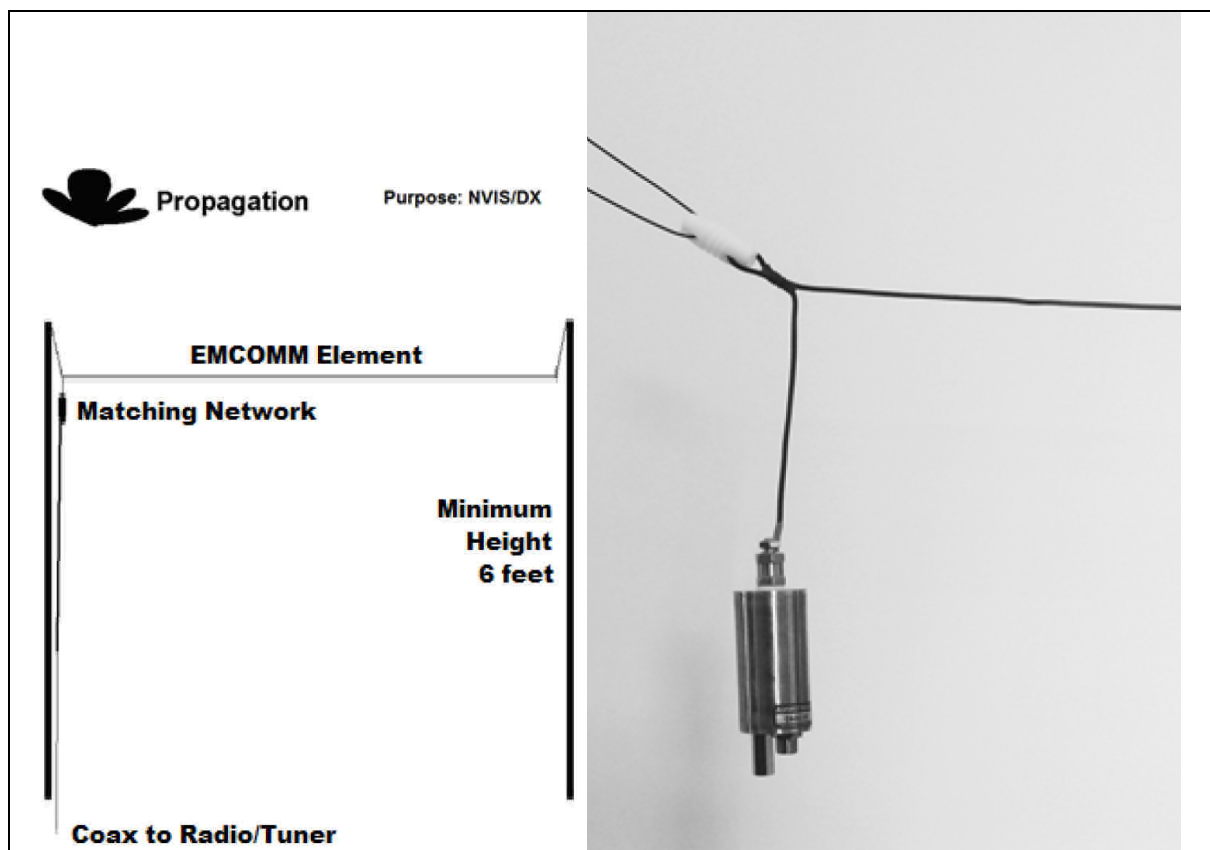 Propagation
Purpose: NVIS/DX
EMCOMM Element
Matching Network
Minimum
Height
6 feet
Coax to Radio/Tuner